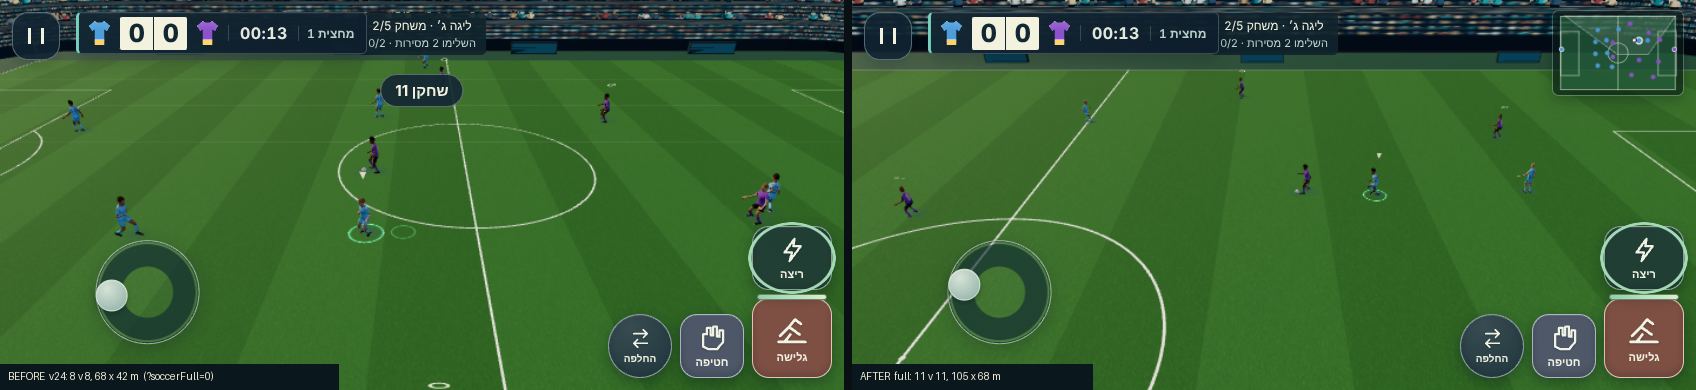 0 0
00:13
מחצית 1
ליגה ג׳ · משחק 2/5
השלימו 2 מסירות · 0/2
שחקן 11
ריצה
החלפה
חטיפה
גלישה
BEFORE v24: 8 v 8, 68 x 42 m (?soccerFull=0)
0 0
00:13
מחצית 1
ליגה ג׳ · משחק 2/5
השלימו 2 מסירות · 0/2
ריצה
החלפה
חטיפה
גלישה
AFTER full: 11 v 11, 105 x 68 m